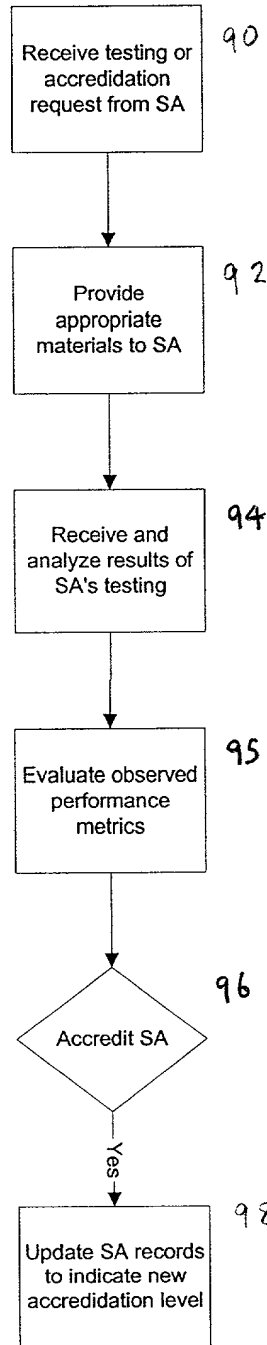 Receive testing or
accredidation
request from SA
90
Provide
appropriate
materials to SA
92
Receive and
analyze results of
SA's testing
94
Evaluate observed
performance
metrics
95
Accredit SA
96
Yes
Update SA records
to indicate new
accredidation level
98